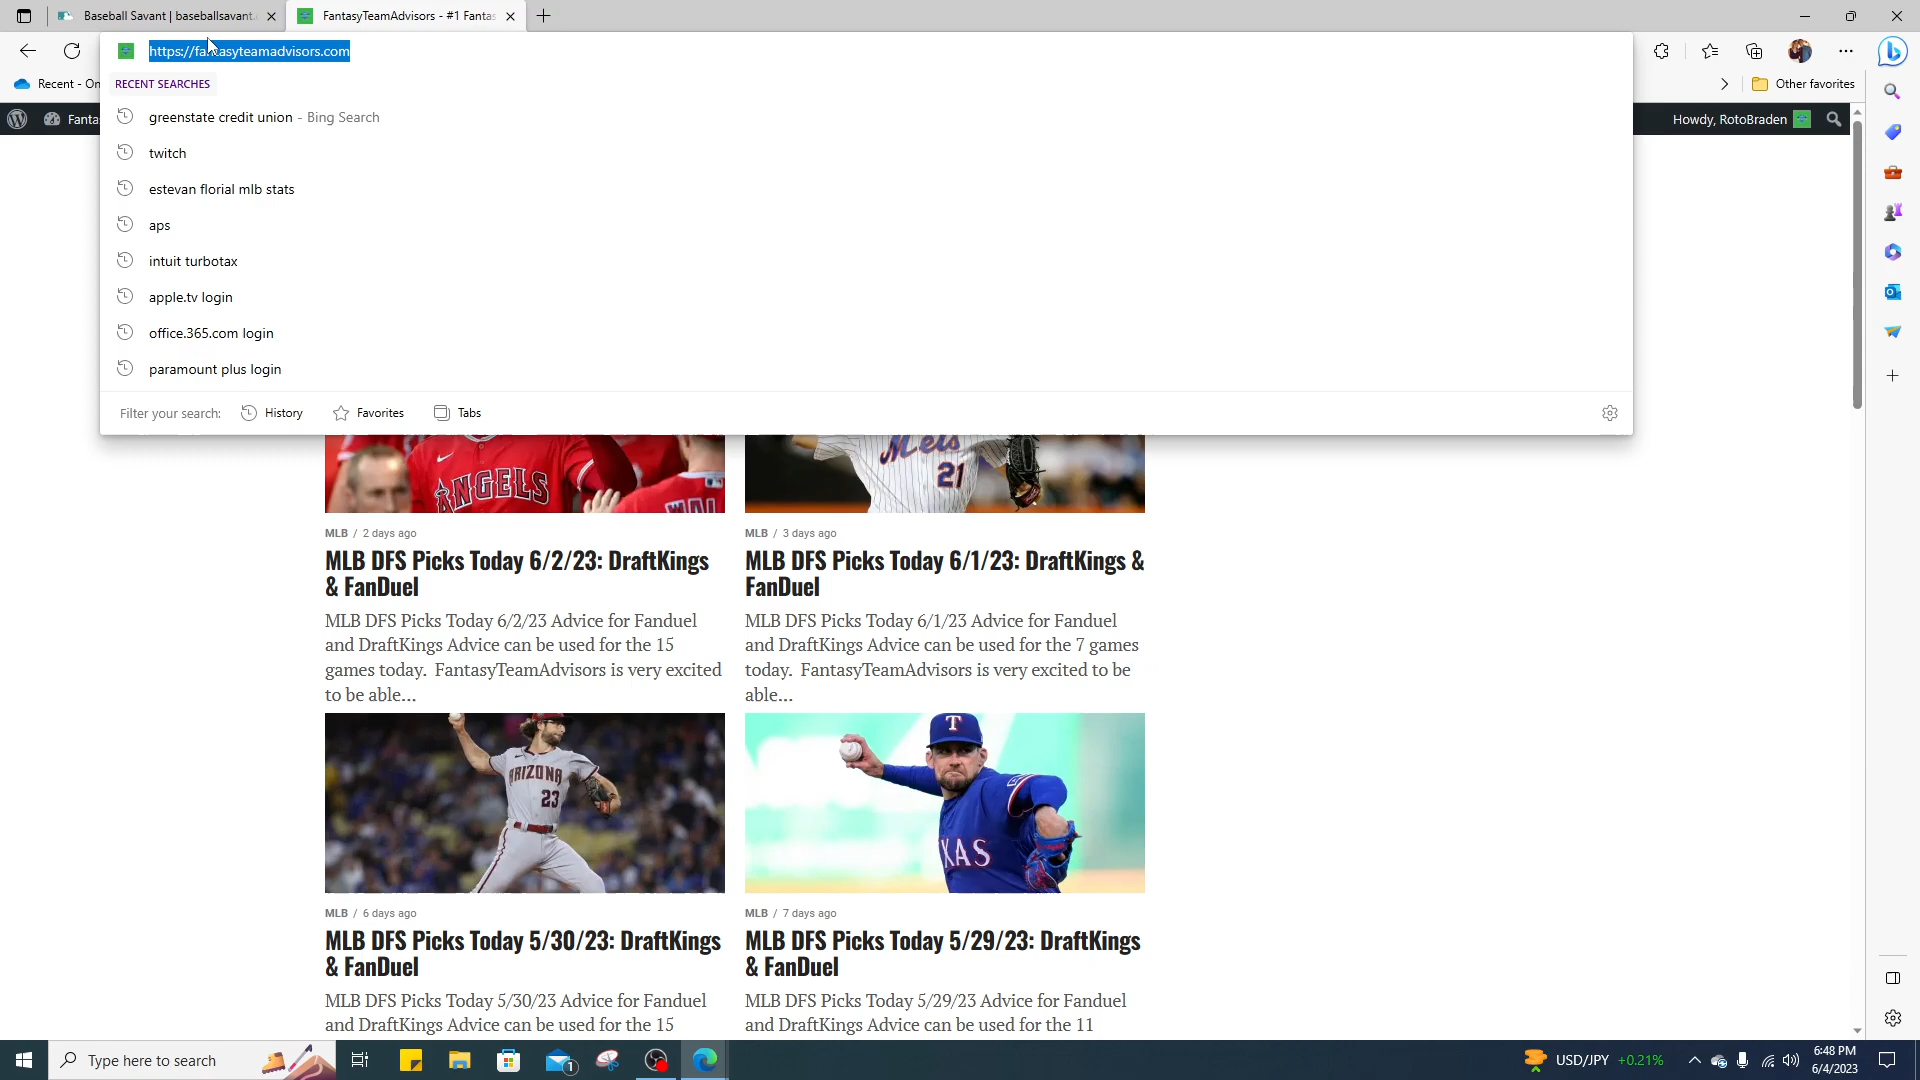 Baseball Savant | baseballsavant.
FantasyTeamAdvisors - #1 Fantas
https://fantasyteamadvisors.com
Recent - On
Other favorites
RECENT SEARCHES
Fanta
Howdy, RotoBraden
greenstate credit union - Bing Search
twitch
estevan florial mlb stats
aps
intuit turbotax
apple.tv login
office.365.com login
paramount plus login
Filter your search:
History
Favorites
Tabs
ANGELS
Mets
21
MLB / 2 days ago
MLB DFS Picks Today 6/2/23: DraftKings
& FanDuel
MLB DFS Picks Today 6/2/23 Advice for Fanduel
and DraftKings Advice can be used for the 15
games today. FantasyTeamAdvisors is very excited
to be able...
MLB / 3 days ago
MLB DFS Picks Today 6/1/23: DraftKings &
FanDuel
MLB DFS Picks Today 6/1/23 Advice for Fanduel
and DraftKings Advice can be used for the 7 games
today. FantasyTeamAdvisors is very excited to be
able...
ARIZONA
23
T
XAS
MLB / 6 days ago
MLB DFS Picks Today 5/30/23: DraftKings
& FanDuel
MLB DFS Picks Today 5/30/23 Advice for Fanduel
and DraftKings Advice can be used for the 15
MLB / 7 days ago
MLB DFS Picks Today 5/29/23: DraftKings
& FanDuel
MLB DFS Picks Today 5/29/23 Advice for Fanduel
and DraftKings Advice can be used for the 11
Type here to search
1
USD/JPY +0.21%
6:48 PM
6/4/2023